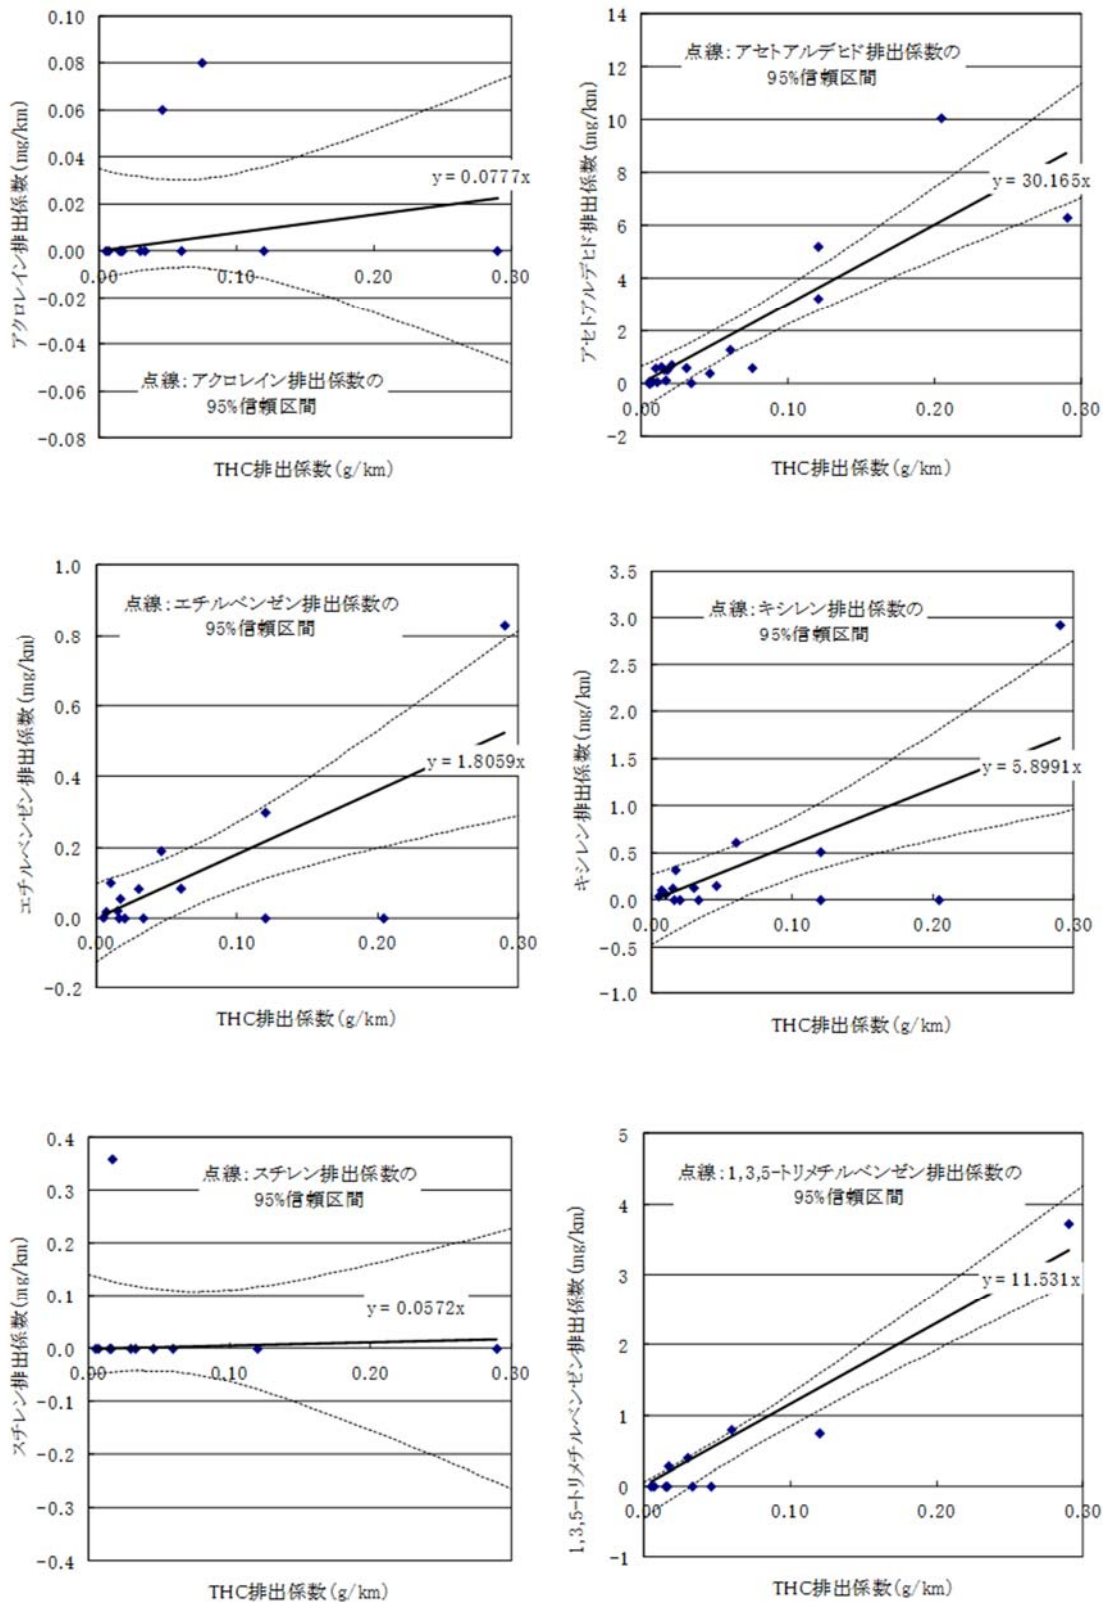 0.10
0.08
0.06
0.04
0.02
0.00
-0.02
-0.04
-0.06
-0.08
0.00
0.10
0.20
0.30
y = 0.0777x
点線:アクロレイン排出係数の
95%信頼区間
アクロレイン排出係数(mg/km)
THC排出係数(g/km)
14
12
10
8
6
4
2
0
-2
0.00
0.10
0.20
0.30
点線:アセトアルデヒド排出係数の
95%信頼区間
y = 30.165x
アセトアルデヒド排出係数(mg/km)
THC排出係数(g/km)
1.0
0.8
0.6
0.4
0.2
0.0
-0.2
0.00
0.10
0.20
0.30
点線:エチルベンゼン排出係数の
95%信頼区間
y = 1.8059x
エチルベンゼン排出係数(mg/km)
THC排出係数(g/km)
3.5
3.0
2.5
2.0
1.5
1.0
0.5
0.0
-0.5
-1.0
0.00
0.10
0.20
0.30
点線:キシレン排出係数の
95%信頼区間
y = 5.8991x
キシレン排出係数(mg/km)
THC排出係数(g/km)
0.4
0.3
0.2
0.1
0.0
-0.1
-0.2
-0.3
-0.4
0.00
0.10
0.20
0.30
点線:スチレン排出係数の
95%信頼区間
y = 0.0572x
スチレン排出係数(mg/km)
THC排出係数(g/km)
5
4
3
2
1
0
-1
0.00
0.10
0.20
0.30
点線:1,3,5-トリメチルベンゼン排出係数の
95%信頼区間
y = 11.531x
1,3,5-トリメチルベンゼン排出係数(mg/km)
THC排出係数(g/km)